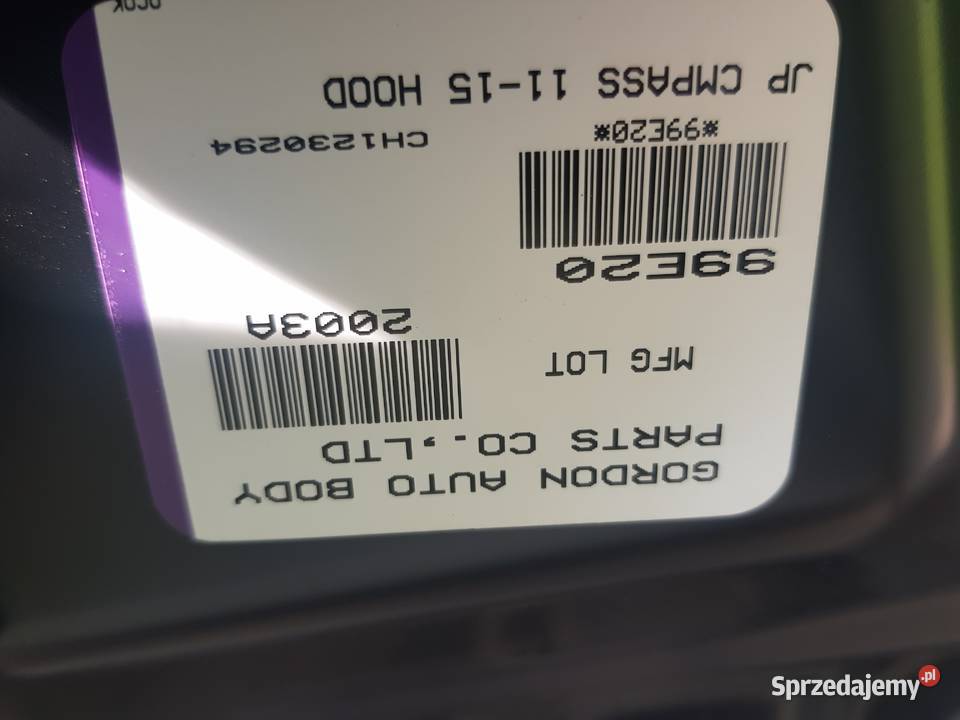 GORDON AUTO BODY
PARTS CO.,LTD
MFG LOT
2003A
99E20
*99E20*
CH1230294
JP CMPASS 11-15 HOOD
Sprzedajemy.pl